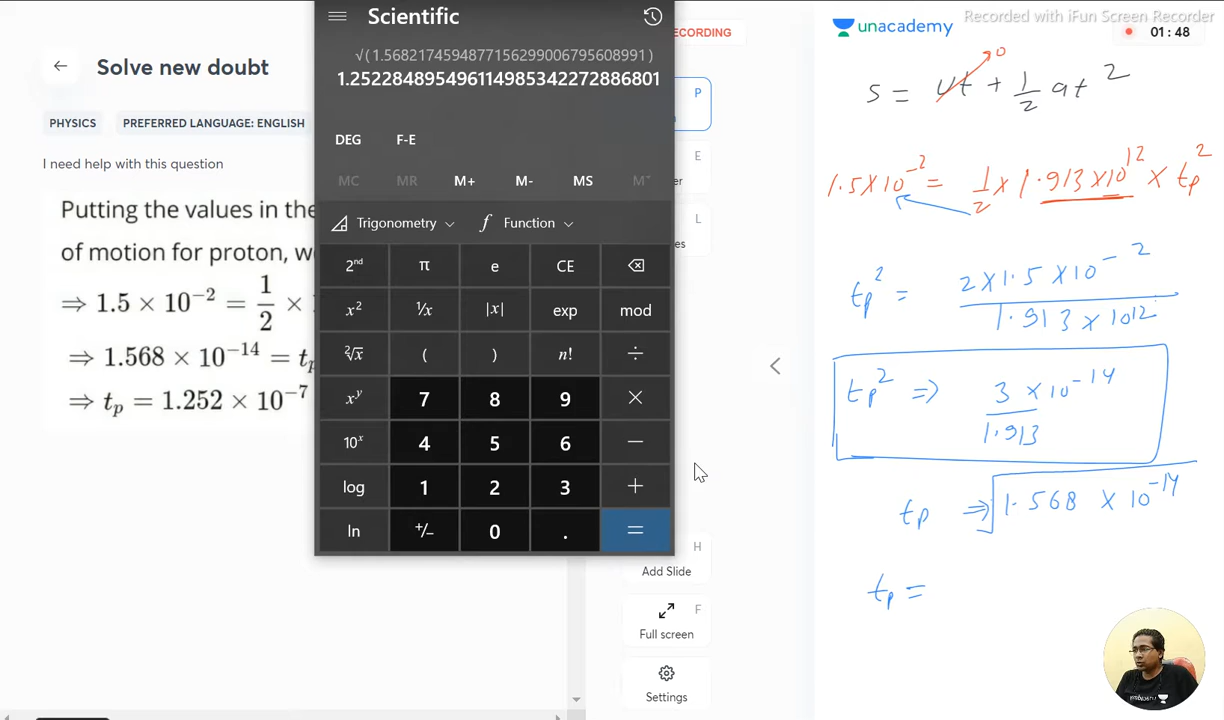 Solve new doubt
PHYSICS
PREFERRED LANGUAGE: ENGLISH
I need help with this question
Putting the values in the
of motion for proton, w
⇒ 1.5 × 10⁻² = 1/2 ×
⇒ 1.568 × 10⁻¹⁴ = t
⇒ tₚ = 1.252 × 10⁻⁷
Scientific
√(1.5682174594877156299006795608991)
1.2522848954961149853422728868​01
DEG F-E
MC MR M+ M- MS M˅
Trigonometry f Function
2ⁿᵈ π e CE
x² ¹/x |x| exp mod
²√x ( ) n! ÷
xʸ 7 8 9 ×
10ˣ 4 5 6 −
log 1 2 3 +
ln +/− 0 . =
ECORDING
P
E
er
L
es
H
Add Slide
F
Full screen
Settings
unacademy
Recorded with iFun Screen Recorder
01 : 48
s = ut → 0 + 1/2 at²
1.5 × 10⁻² = 1/2 × 1.913 × 10¹² × tₚ²
tₚ² = 2 × 1.5 × 10⁻² / 1.913 × 10¹²
tₚ² ⇒ 3 × 10⁻¹⁴ / 1.913
tₚ ⇒ √1.568 × 10⁻¹⁴
tₚ =
unacademy